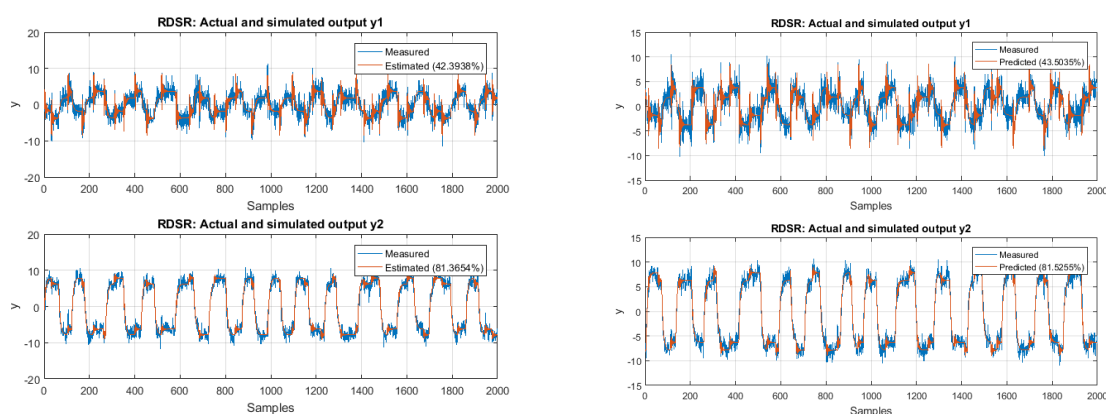 RDSR: Actual and simulated output y1
20
10
0
-10
-20
y
Measured
Estimated (42.3938%)
0 200 400 600 800 1000 1200 1400 1600 1800 2000
Samples
RDSR: Actual and simulated output y2
20
10
0
-10
-20
y
Measured
Estimated (81.3654%)
0 200 400 600 800 1000 1200 1400 1600 1800 2000
Samples
RDSR: Actual and simulated output y1
15
10
5
0
-5
-10
-15
y
Measured
Predicted (43.5035%)
0 200 400 600 800 1000 1200 1400 1600 1800 2000
Samples
RDSR: Actual and simulated output y2
15
10
5
0
-5
-10
-15
y
Measured
Predicted (81.5255%)
0 200 400 600 800 1000 1200 1400 1600 1800 2000
Samples